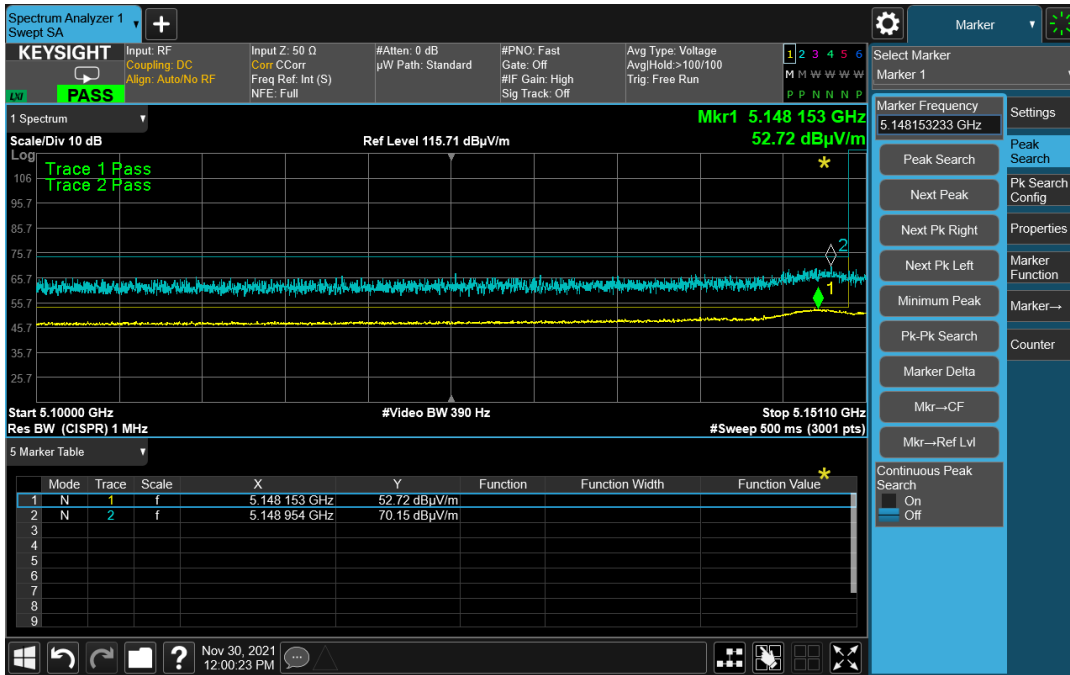 Spectrum Analyzer 1
Swept SA
Marker
KEYSIGHT
LXI
PASS
Input: RF
Coupling: DC
Align: Auto/No RF
Input Z: 50 Ω
Corr CCorr
Freq Ref: Int (S)
NFE: Full
#Atten: 0 dB
µW Path: Standard
#PNO: Fast
Gate: Off
#IF Gain: High
Sig Track: Off
Avg Type: Voltage
Avg|Hold:>100/100
Trig: Free Run
1 2 3 4 5 6
M M W W W W
P P N N N P
Select Marker
Marker 1
1 Spectrum
Mkr1 5.148 153 GHz
Scale/Div 10 dB
Ref Level 115.71 dBµV/m
52.72 dBµV/m
Log
Trace 1 Pass
Trace 2 Pass
106
95.7
85.7
75.7
65.7
55.7
45.7
35.7
25.7
2
1
Start 5.10000 GHz
#Video BW 390 Hz
Stop 5.15110 GHz
Res BW (CISPR) 1 MHz
#Sweep 500 ms (3001 pts)
5 Marker Table
Mode Trace Scale X Y Function Function Width Function Value
1 N 1 f 5.148 153 GHz 52.72 dBµV/m
2 N 2 f 5.148 954 GHz 70.15 dBµV/m
3
4
5
6
7
8
9
Marker Frequency
5.148153233 GHz
Peak Search
Next Peak
Next Pk Right
Next Pk Left
Minimum Peak
Pk-Pk Search
Marker Delta
Mkr→CF
Mkr→Ref Lvl
Continuous Peak
Search
On
Off
Settings
Peak
Search
Pk Search
Config
Properties
Marker
Function
Marker→
Counter
?
Nov 30, 2021
12:00:23 PM